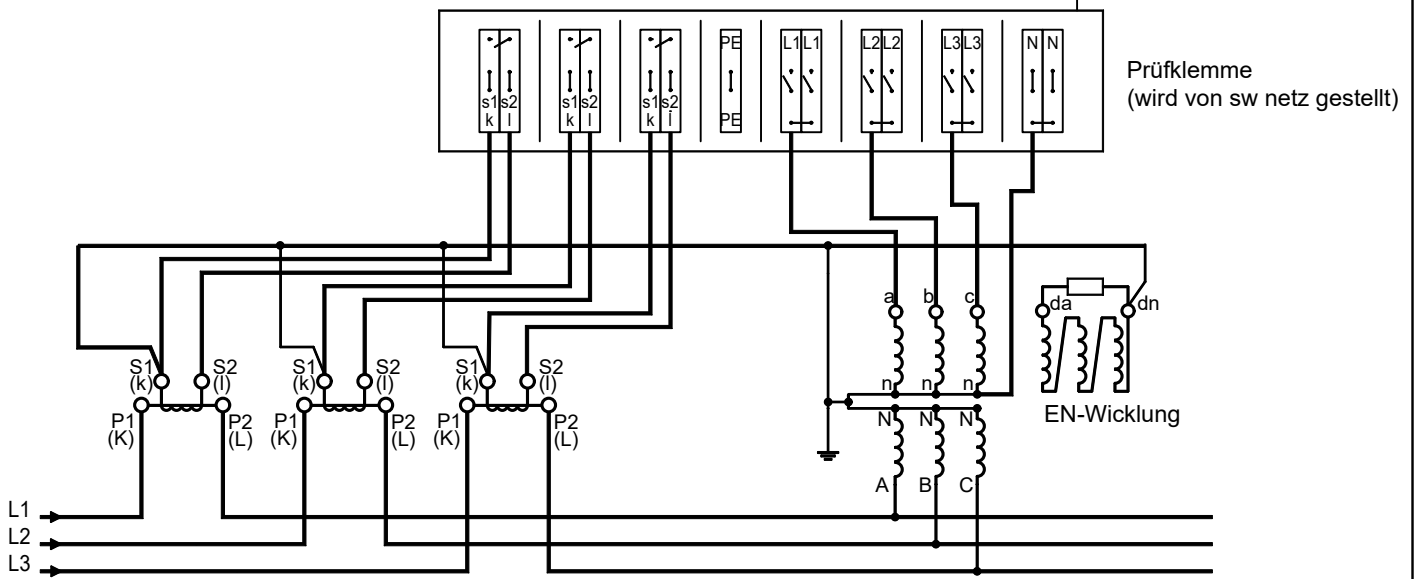 PE L1 L1 L2 L2 L3 L3 N N
Prüfklemme
(wird von sw netz gestellt)
s1 s2 s1 s2 s1 s2
k l k l k l PE
a b c da dn
S1 S2 S1 S2 S1 S2
(k) (l) (k) (l) (k) (l)
n n n
P1 P2 P1 P2 P1 P2
(K) (L) (K) (L) (K) (L)
N N N
EN-Wicklung
A B C
L1
L2
L3